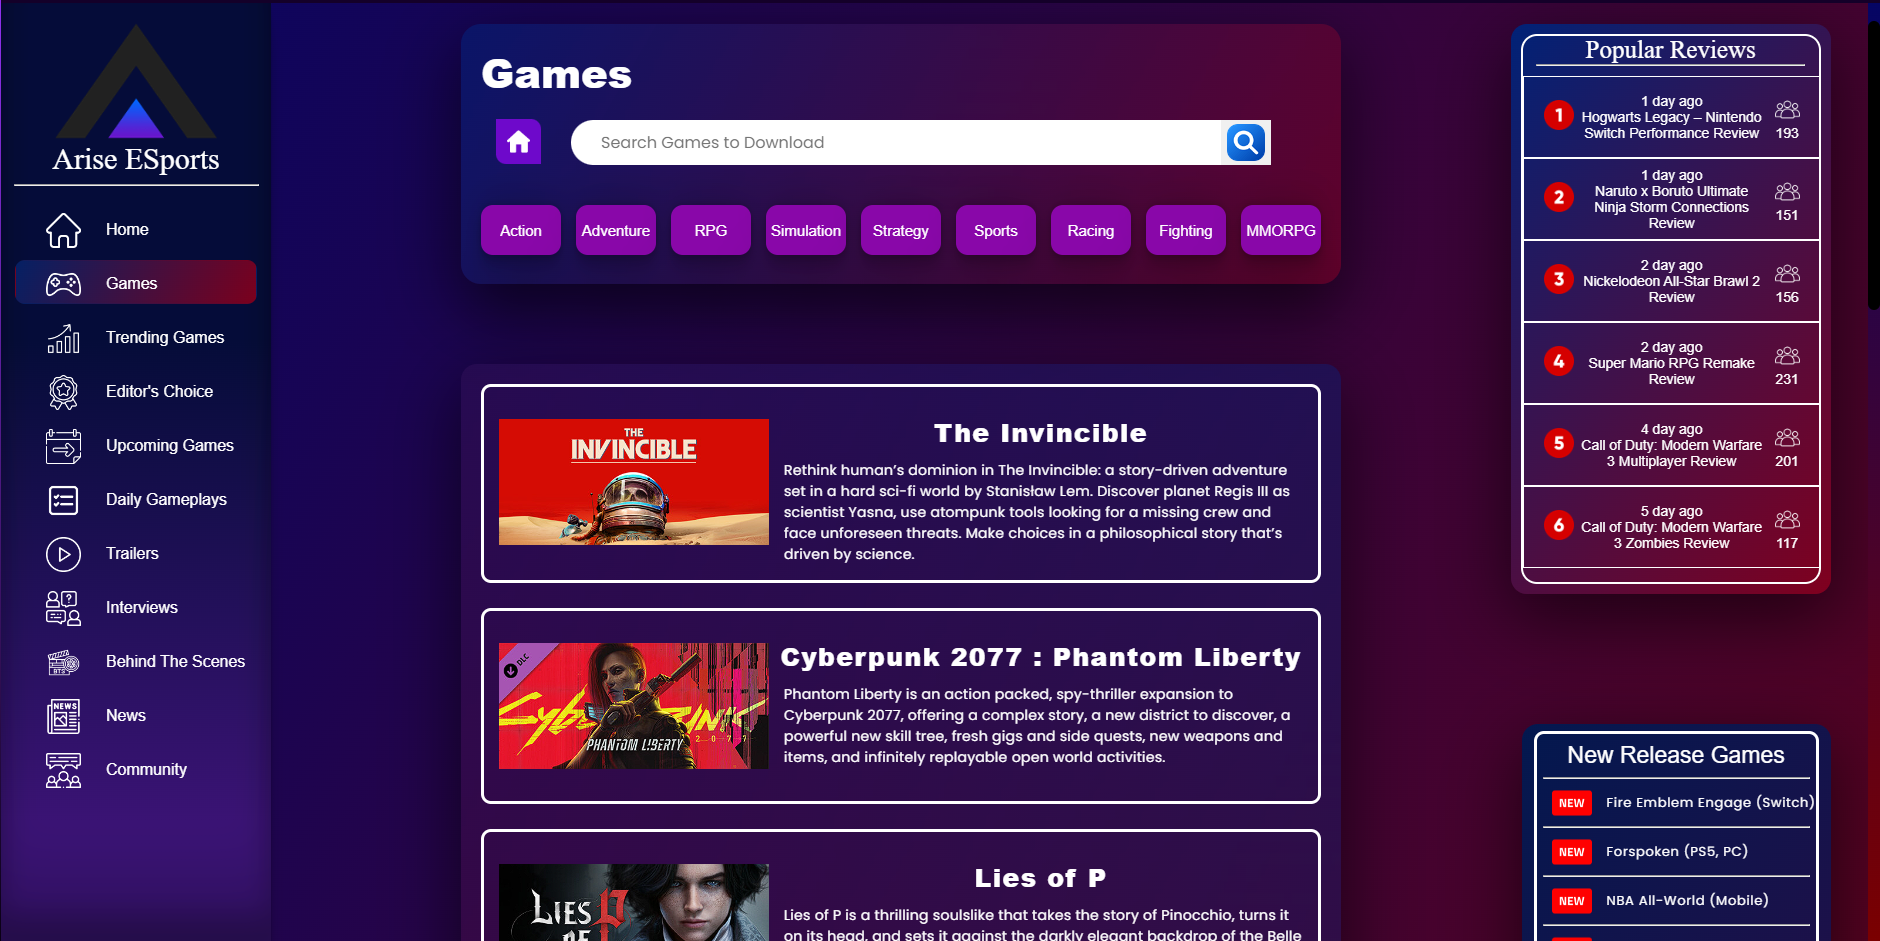 Arise ESports
Home
Games
Trending Games
Editor's Choice
Upcoming Games
Daily Gameplays
Trailers
Interviews
Behind The Scenes
News
Community
Games
Search Games to Download
Action
Adventure
RPG
Simulation
Strategy
Sports
Racing
Fighting
MMORPG
THE
INVINCIBLE
The Invincible
Rethink human’s dominion in The Invincible: a story-driven adventure
set in a hard sci-fi world by Stanisław Lem. Discover planet Regis III as
scientist Yasna, use atompunk tools looking for a missing crew and
face unforeseen threats. Make choices in a philosophical story that’s
driven by science.
DLC
PHANTOM LIBERTY
2077
Cyberpunk 2077 : Phantom Liberty
Phantom Liberty is an action packed, spy-thriller expansion to
Cyberpunk 2077, offering a complex story, a new district to discover, a
powerful new skill tree, fresh gigs and side quests, new weapons and
items, and infinitely replayable open world activities.
LIES P
OF
Lies of P
Lies of P is a thrilling soulslike that takes the story of Pinocchio, turns it
on its head, and sets it against the darkly elegant backdrop of the Belle
Popular Reviews
1
1 day ago
Hogwarts Legacy – Nintendo
Switch Performance Review
193
2
1 day ago
Naruto x Boruto Ultimate
Ninja Storm Connections
Review
151
3
2 day ago
Nickelodeon All-Star Brawl 2
Review
156
4
2 day ago
Super Mario RPG Remake
Review
231
5
4 day ago
Call of Duty: Modern Warfare
3 Multiplayer Review
201
6
5 day ago
Call of Duty: Modern Warfare
3 Zombies Review
117
New Release Games
NEW Fire Emblem Engage (Switch)
NEW Forspoken (PS5, PC)
NEW NBA All-World (Mobile)